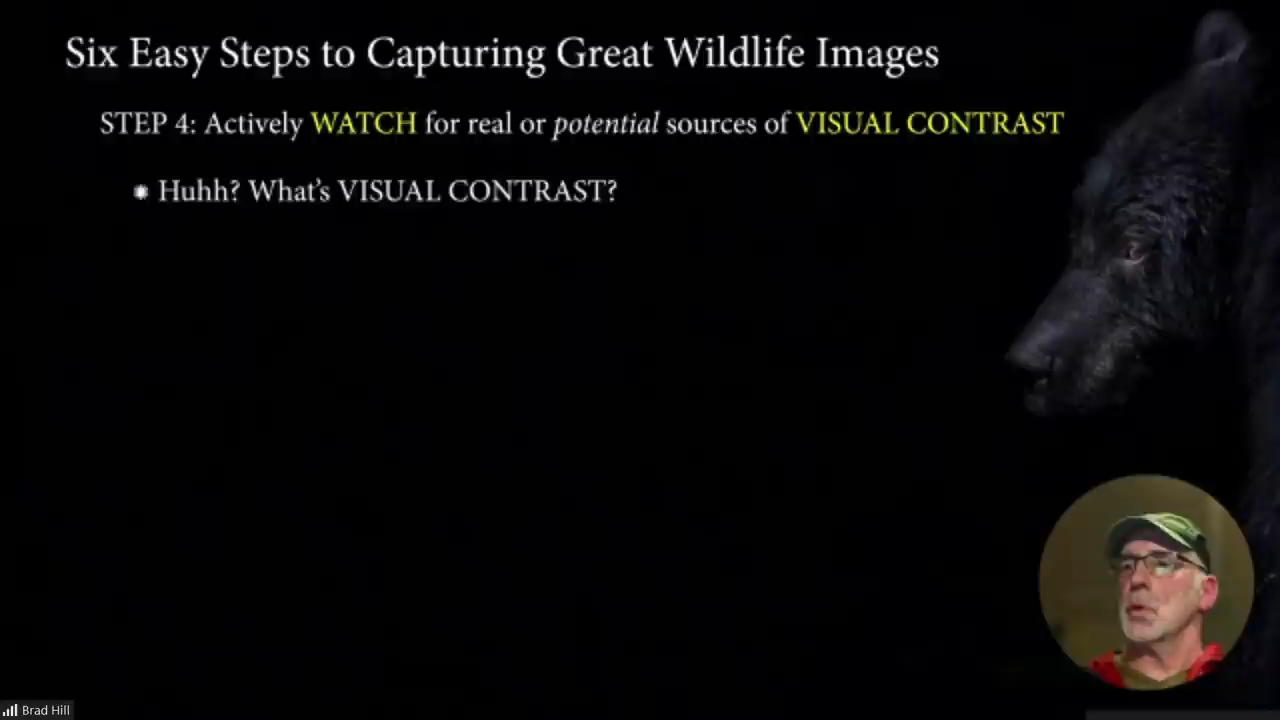 Six Easy Steps to Capturing Great Wildlife Images
STEP 4: Actively WATCH for real or potential sources of VISUAL CONTRAST
Huhh? What's VISUAL CONTRAST?
Brad Hill